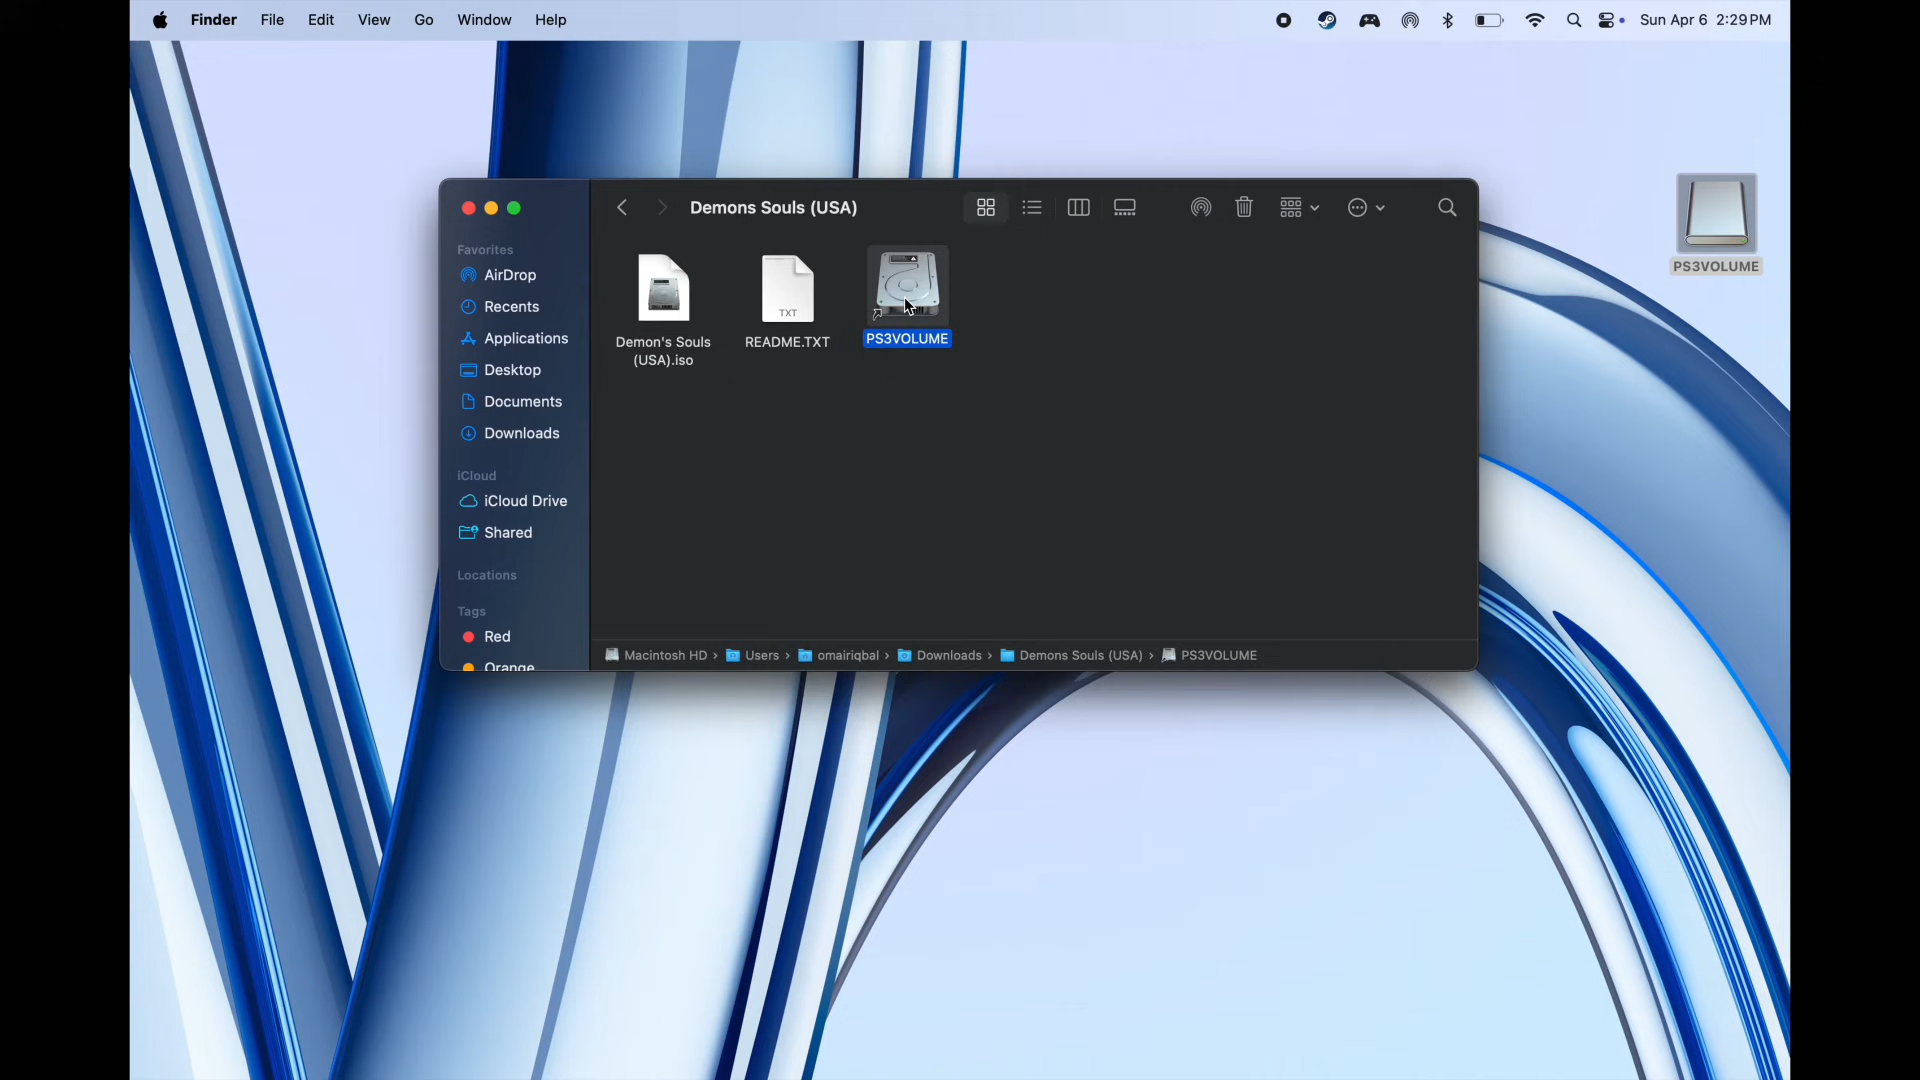 Finder File Edit View Go Window Help Sun Apr 6 2:29 PM
PS3VOLUME
Demons Souls (USA)
Favorites
AirDrop
Recents
Applications
Desktop
Documents
Downloads
iCloud
iCloud Drive
Shared
Locations
Tags
Red
Orange
TXT
Demon's Souls
(USA).iso
README.TXT
PS3VOLUME
Macintosh HD › Users › omairiqbal › Downloads › Demons Souls (USA) › PS3VOLUME